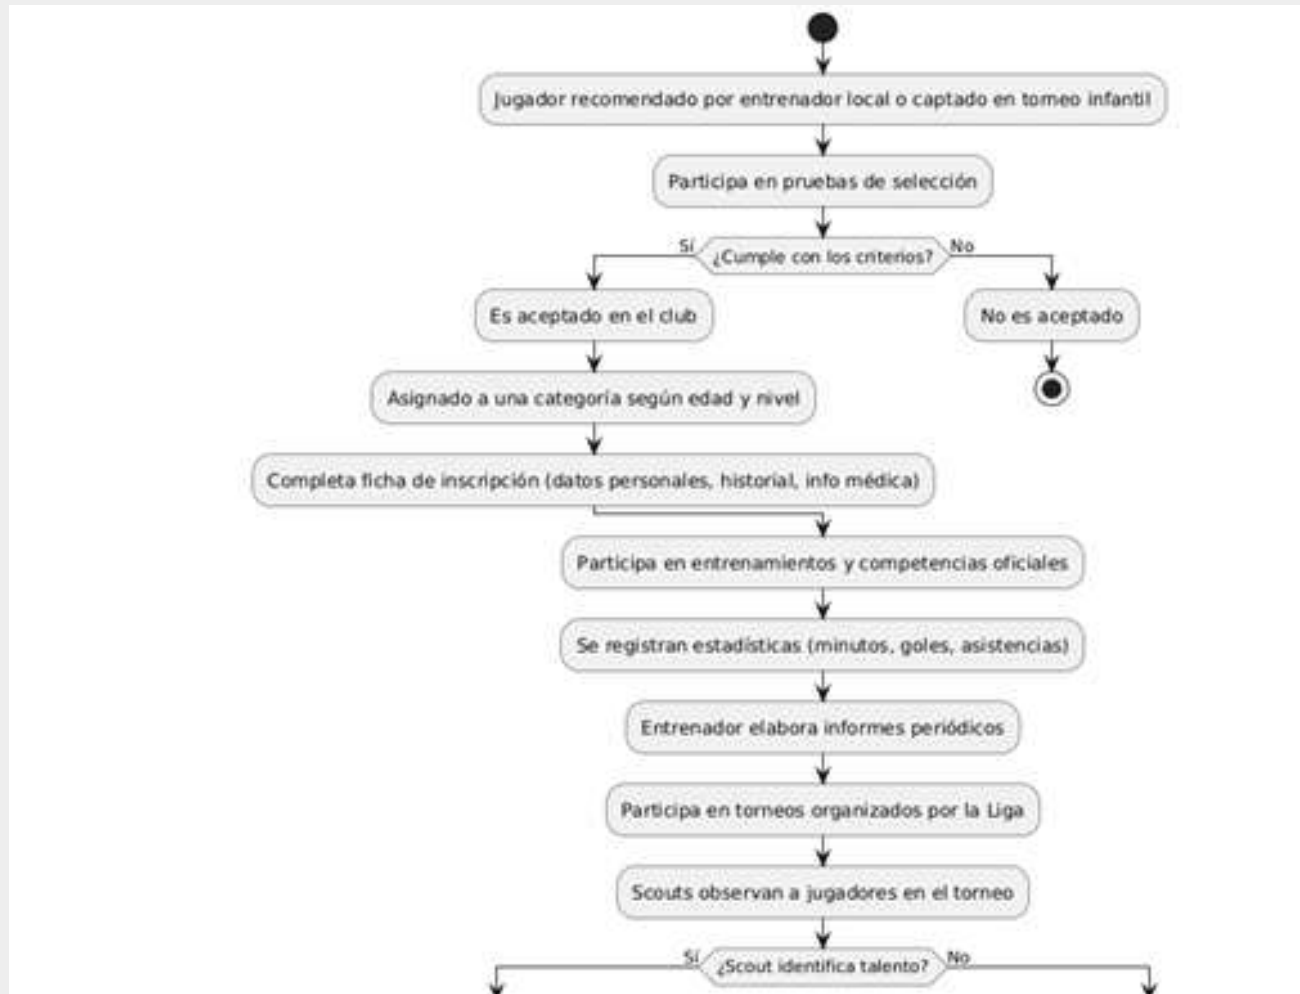 Jugador recomendado por entrenador local o captado en torneo infantil
Participa en pruebas de selección
Sí
¿Cumple con los criterios?
No
Es aceptado en el club
No es aceptado
Asignado a una categoría según edad y nivel
Completa ficha de inscripción (datos personales, historial, info médica)
Participa en entrenamientos y competencias oficiales
Se registran estadísticas (minutos, goles, asistencias)
Entrenador elabora informes periódicos
Participa en torneos organizados por la Liga
Scouts observan a jugadores en el torneo
Sí
¿Scout identifica talento?
No